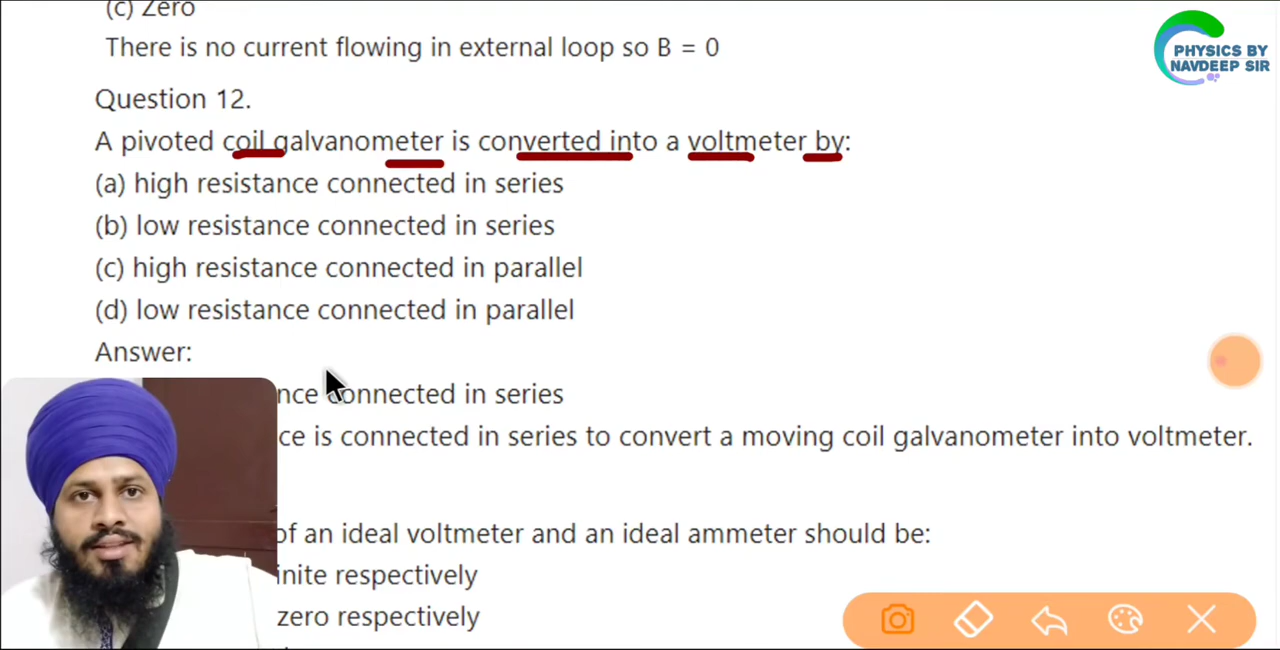 (c) Zero
There is no current flowing in external loop so B = 0
PHYSICS BY
NAVDEEP SIR
Question 12.
A pivoted coil galvanometer is converted into a voltmeter by:
(a) high resistance connected in series
(b) low resistance connected in series
(c) high resistance connected in parallel
(d) low resistance connected in parallel
Answer:
nce connected in series
ce is connected in series to convert a moving coil galvanometer into voltmeter.
of an ideal voltmeter and an ideal ammeter should be:
inite respectively
zero respectively